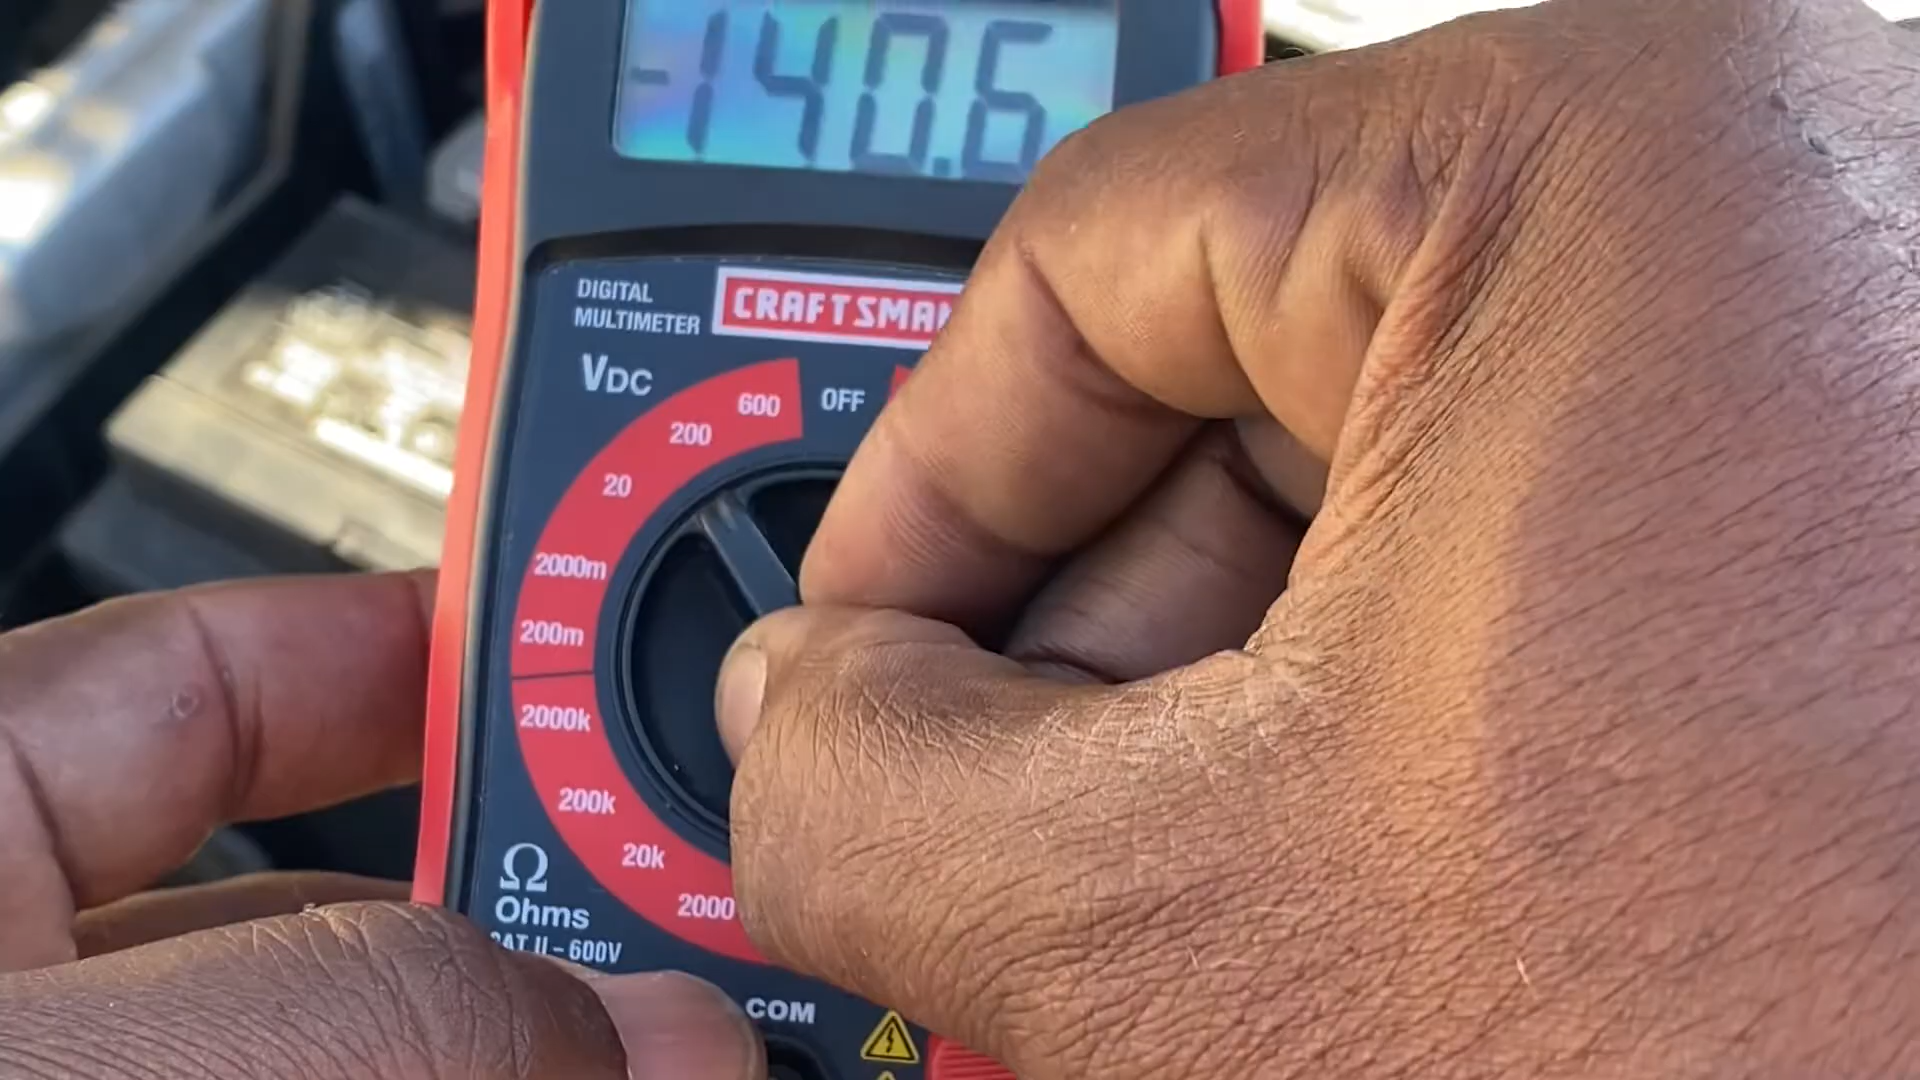 -140.6
DIGITAL
MULTIMETER
CRAFTSMAN
VDC
600
OFF
200
20
2000m
200m
2000k
200k
20k
2000
Ω
Ohms
CAT II – 600V
COM